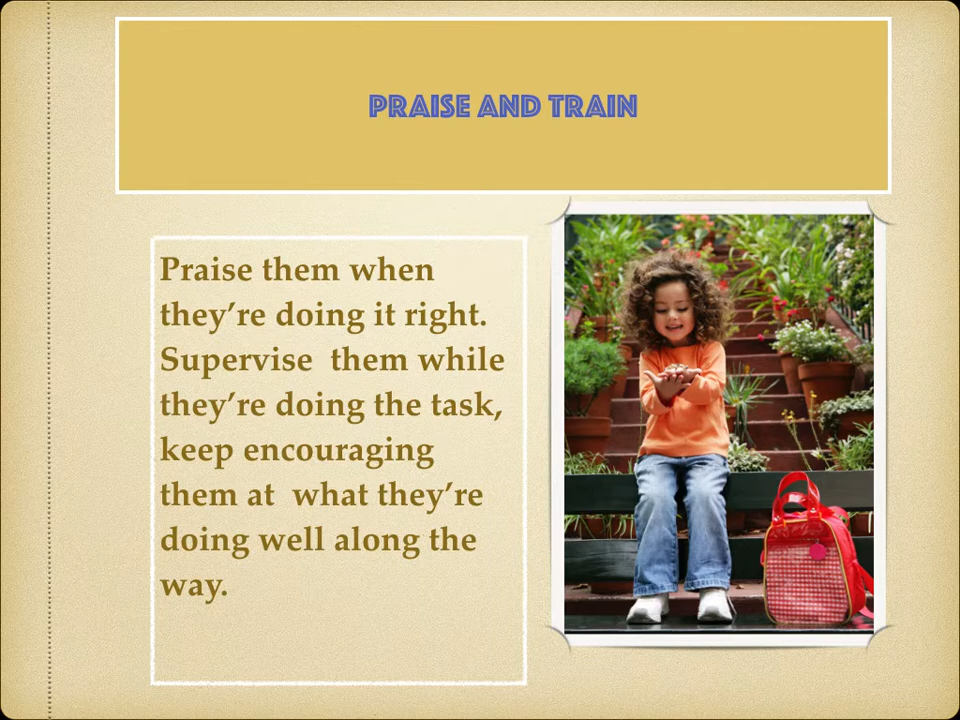 PRAISE AND TRAIN
Praise them when
they’re doing it right.
Supervise  them while
they’re doing the task,
keep encouraging
them at  what they’re
doing well along the
way.